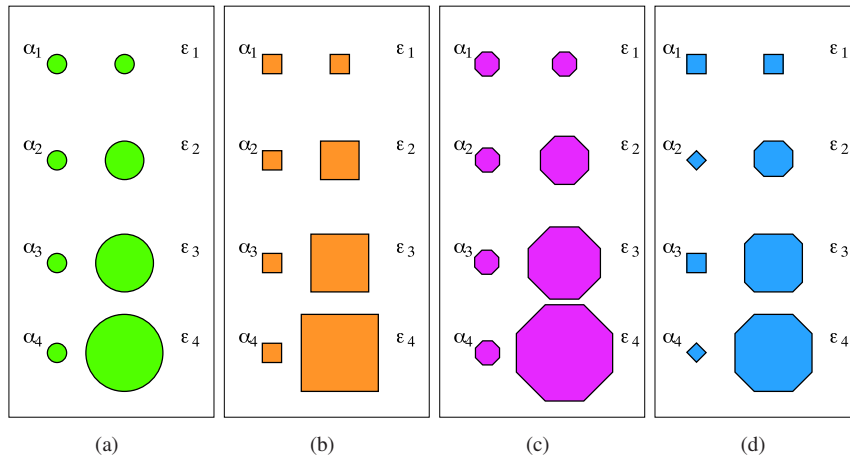 α1 ε1 α1 ε1 α1 ε1 α1 ε1
α2 ε2 α2 ε2 α2 ε2 α2 ε2
α3 ε3 α3 ε3 α3 ε3 α3 ε3
α4 ε4 α4 ε4 α4 ε4 α4 ε4
(a) (b) (c) (d)